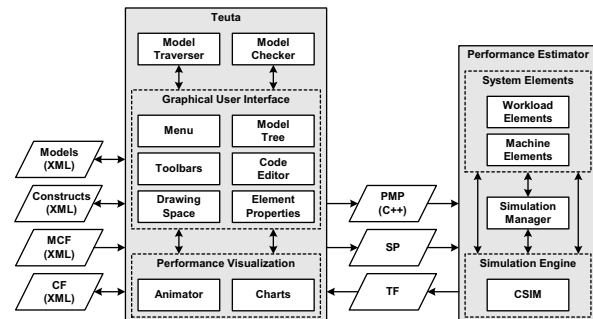 Teuta
Model
Traverser
Model
Checker
Graphical User Interface
Menu
Model
Tree
Toolbars
Code
Editor
Drawing
Space
Element
Properties
Performance Visualization
Animator
Charts
Models
(XML)
Constructs
(XML)
MCF
(XML)
CF
(XML)
PMP
(C++)
SP
TF
Performance Estimator
System Elements
Workload
Elements
Machine
Elements
Simulation
Manager
Simulation Engine
CSIM